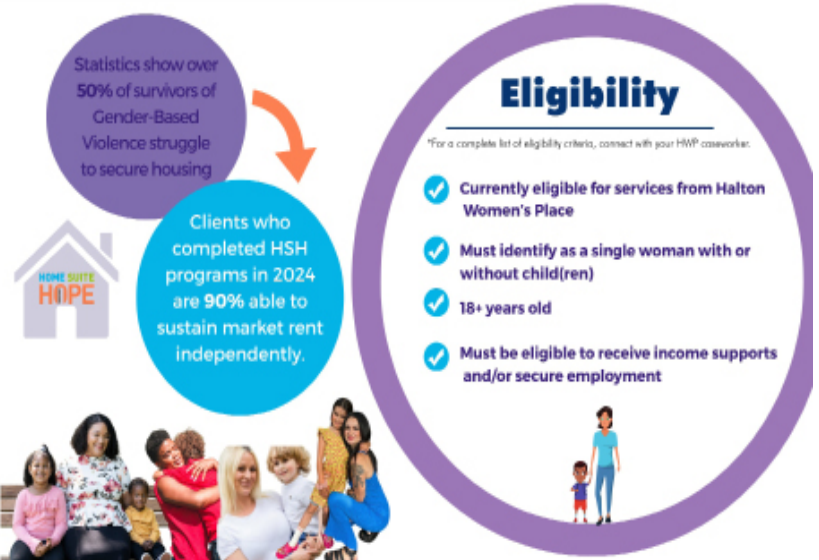 Statistics show over
50% of survivors of
Gender-Based
Violence struggle
to secure housing
Clients who
completed HSH
programs in 2024
are 90% able to
sustain market rent
independently.
HOME SUITE
HOPE
Eligibility
*For a complete list of eligibility criteria, connect with your HWP caseworker.
Currently eligible for services from Halton
Women's Place
Must identify as a single woman with or
without child(ren)
18+ years old
Must be eligible to receive income supports
and/or secure employment